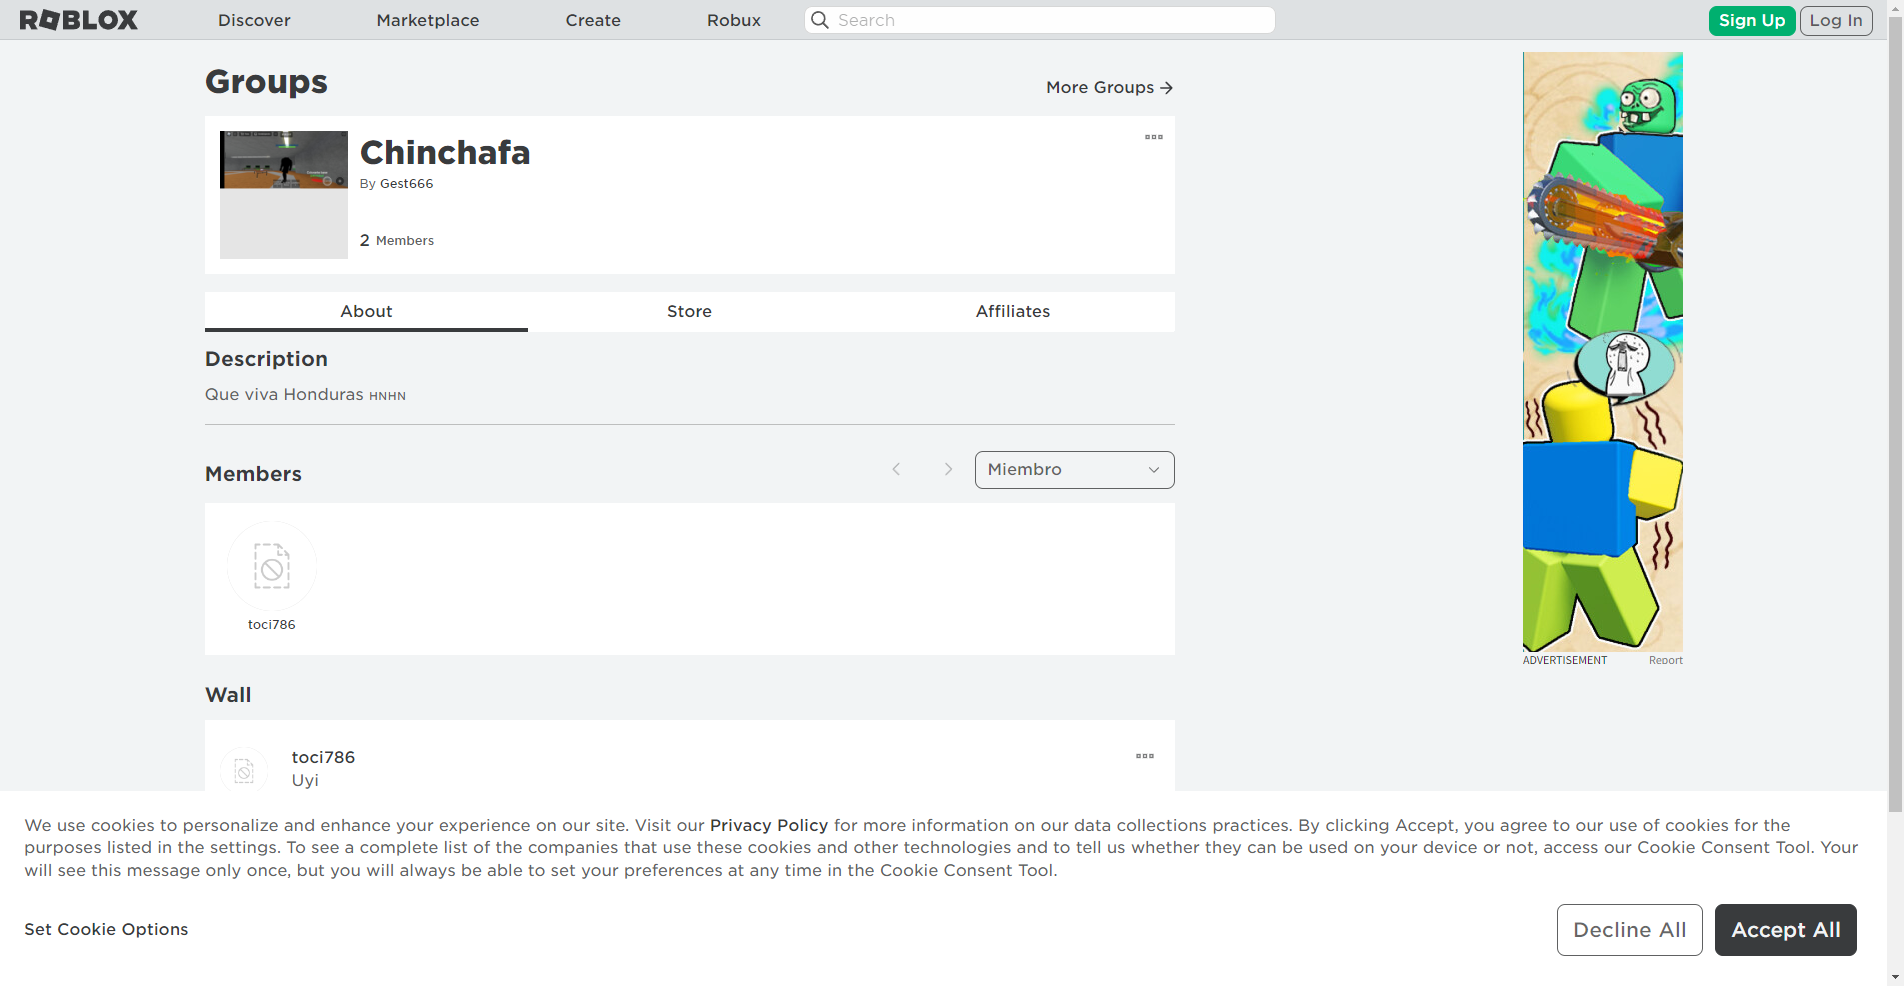 ROBLOX
Discover
Marketplace
Create
Robux
Search
Sign Up
Log In
Groups
More Groups
Chinchafa
By Gest666
2 Members
About
Store
Affiliates
Description
Que viva Honduras HNHN
Members
Miembro
toci786
ADVERTISEMENT
Report
Wall
toci786
Uyi
We use cookies to personalize and enhance your experience on our site. Visit our Privacy Policy for more information on our data collections practices. By clicking Accept, you agree to our use of cookies for the
purposes listed in the settings. To see a complete list of the companies that use these cookies and other technologies and to tell us whether they can be used on your device or not, access our Cookie Consent Tool. Your
will see this message only once, but you will always be able to set your preferences at any time in the Cookie Consent Tool.
Set Cookie Options
Decline All
Accept All